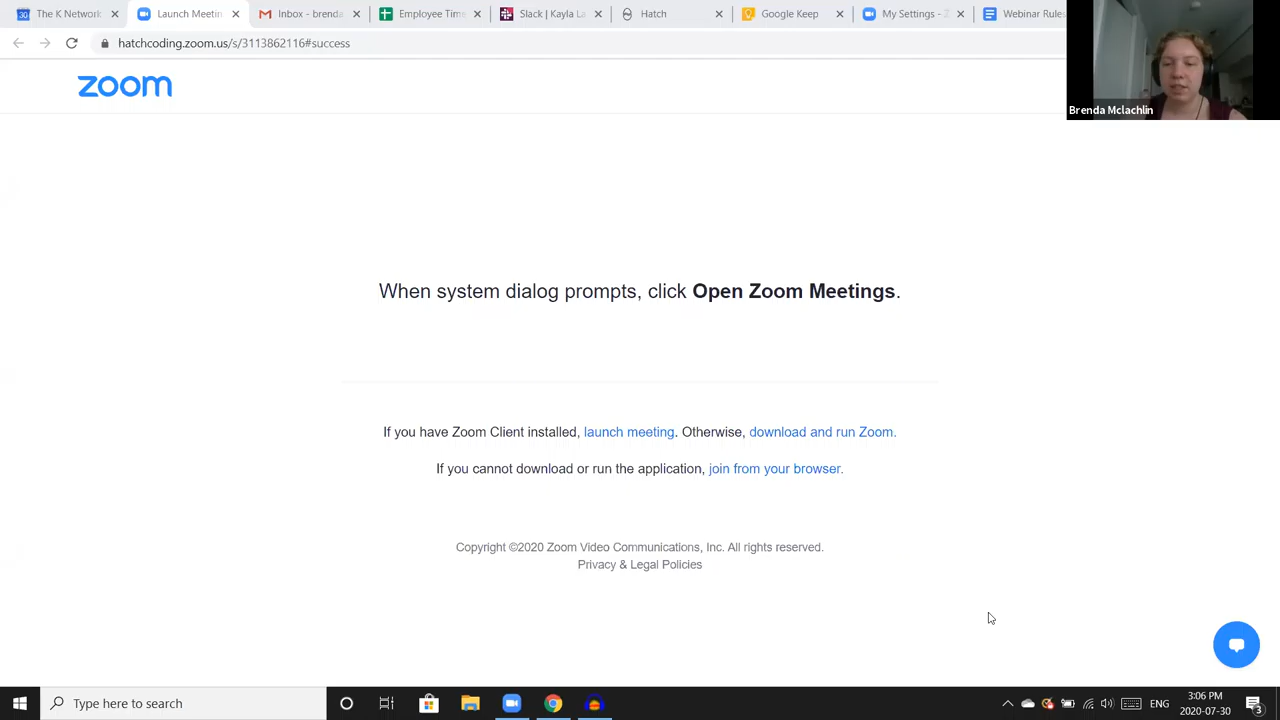 The K Network
Launch Meetin
Inbox - brenda
Employee Time
Slack | Kayla L
Hatch
Google Keep
My Settings - Z
Webinar Rules
hatchcoding.zoom.us/s/3113862116#success
zoom
Brenda Mclachlin
When system dialog prompts, click Open Zoom Meetings.
If you have Zoom Client installed, launch meeting. Otherwise, download and run Zoom.
If you cannot download or run the application, join from your browser.
Copyright ©2020 Zoom Video Communications, Inc. All rights reserved.
Privacy & Legal Policies
Type here to search
ENG
3:06 PM
2020-07-30
3